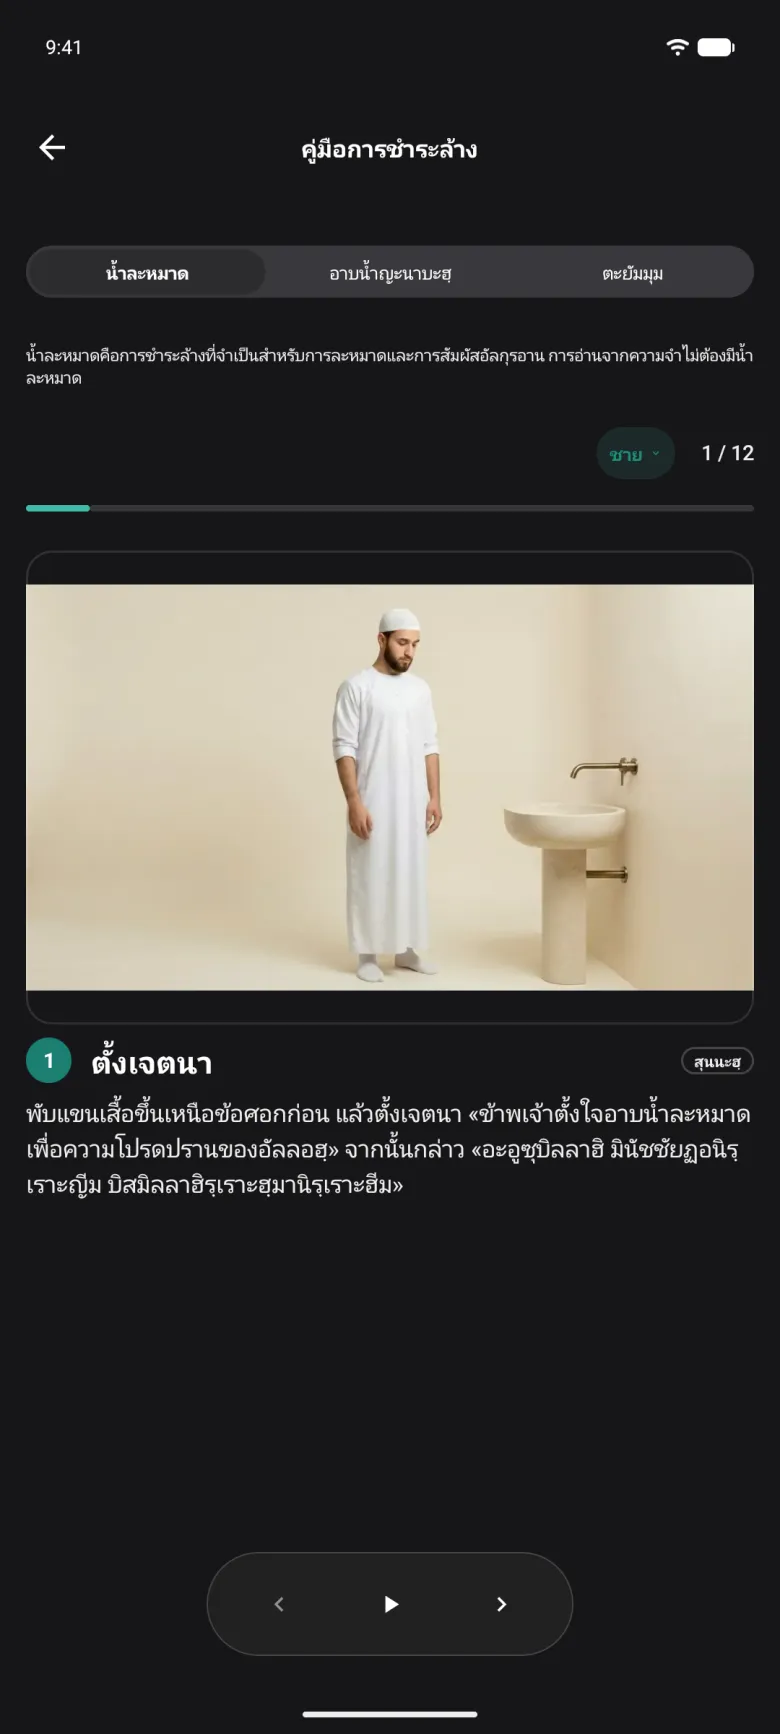 9:41
คู่มือการชำระล้าง
น้ำละหมาด
อาบน้ำญะนาบะฮฺ
ตะยัมมุม
น้ำละหมาดคือการชำระล้างที่จำเป็นสำหรับการละหมาดและการสัมผัสอัลกุรอาน การอ่านจากความจำไม่ต้องมีน้ำ
ละหมาด
ชาย
1 / 12
1
ตั้งเจตนา
สุนนะฮฺ
พับแขนเสื้อขึ้นเหนือข้อศอกก่อน แล้วตั้งเจตนา «ข้าพเจ้าตั้งใจอาบน้ำละหมาด
เพื่อความโปรดปรานของอัลลอฮฺ» จากนั้นกล่าว «อะอูซุบิลลาฮิ มินัชชัยฏอนิรฺ
เราะญีม บิสมิลลาฮิรฺเราะฮฺมานิรฺเราะฮีม»